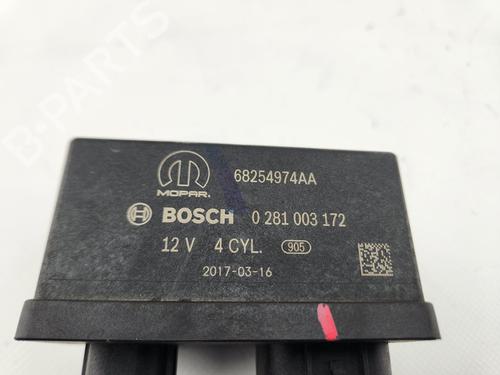 B-PARTS
MOPAR.
68254974AA
BOSCH 0 281 003 172
12 V 4 CYL. 905
2017-03-16